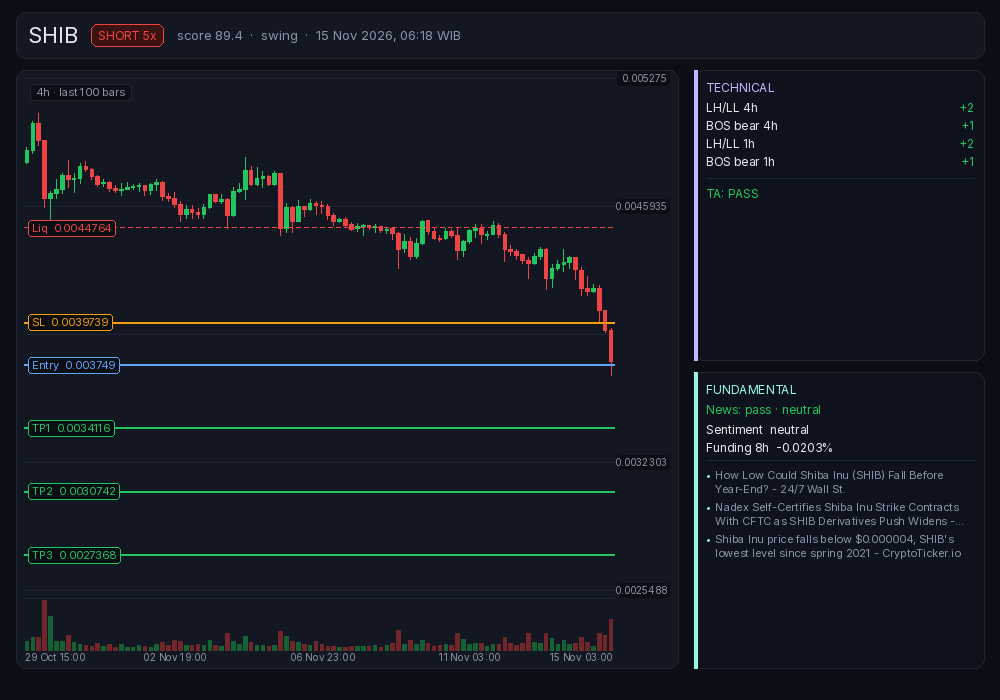 SHIB SHORT 5x score 89.4 · swing · 15 Nov 2026, 06:18 WIB
4h · last 100 bars
0.005275
0.0045935
Liq 0.0044764
SL 0.0039739
Entry 0.003749
TP1 0.0034116
0.0032303
TP2 0.0030742
TP3 0.0027368
0.0025488
29 Oct 15:00 02 Nov 19:00 06 Nov 23:00 11 Nov 03:00 15 Nov 03:00
TECHNICAL
LH/LL 4h +2
BOS bear 4h +1
LH/LL 1h +2
BOS bear 1h +1
TA: PASS
FUNDAMENTAL
News: pass · neutral
Sentiment neutral
Funding 8h -0.0203%
• How Low Could Shiba Inu (SHIB) Fall Before
Year-End? - 24/7 Wall St.
• Nadex Self-Certifies Shiba Inu Strike Contracts
With CFTC as SHIB Derivatives Push Widens -...
• Shiba Inu price falls below $0.000004, SHIB's
lowest level since spring 2021 - CryptoTicker.io